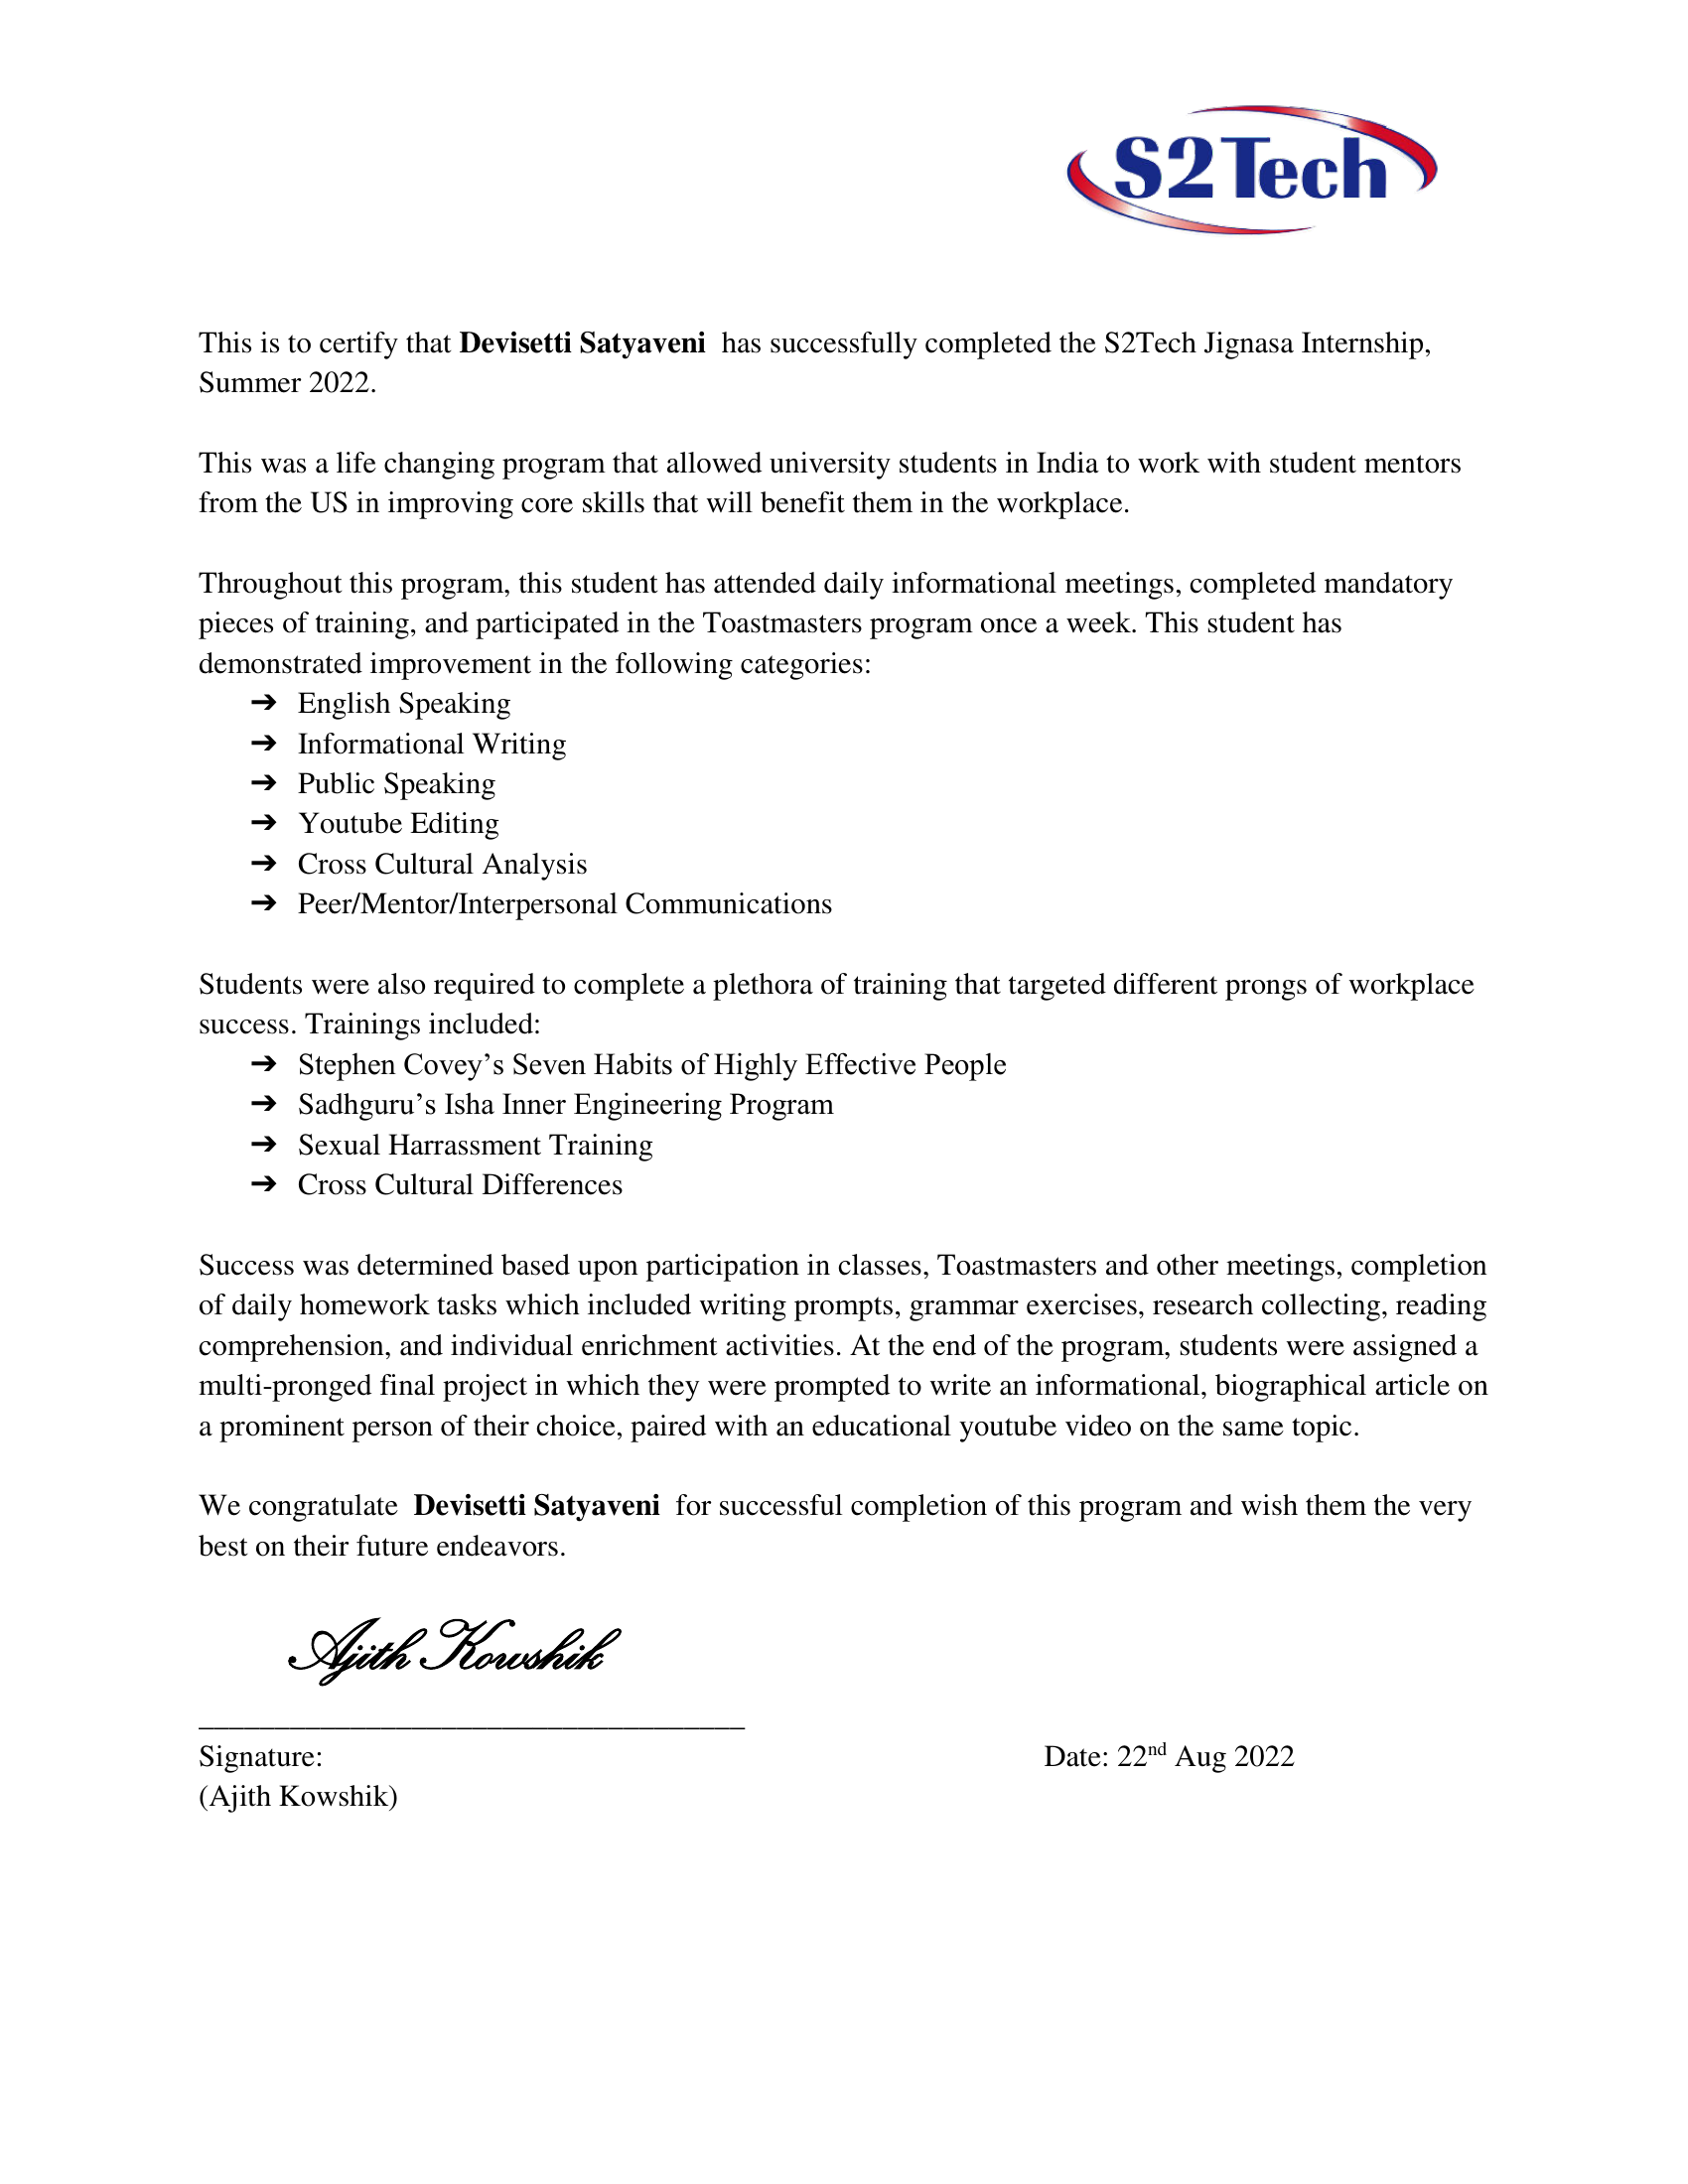 S2Tech
This is to certify that Devisetti Satyaveni has successfully completed the S2Tech Jignasa Internship,
Summer 2022.
This was a life changing program that allowed university students in India to work with student mentors
from the US in improving core skills that will benefit them in the workplace.
Throughout this program, this student has attended daily informational meetings, completed mandatory
pieces of training, and participated in the Toastmasters program once a week. This student has
demonstrated improvement in the following categories:
➔ English Speaking
➔ Informational Writing
➔ Public Speaking
➔ Youtube Editing
➔ Cross Cultural Analysis
➔ Peer/Mentor/Interpersonal Communications
Students were also required to complete a plethora of training that targeted different prongs of workplace
success. Trainings included:
➔ Stephen Covey’s Seven Habits of Highly Effective People
➔ Sadhguru’s Isha Inner Engineering Program
➔ Sexual Harrassment Training
➔ Cross Cultural Differences
Success was determined based upon participation in classes, Toastmasters and other meetings, completion
of daily homework tasks which included writing prompts, grammar exercises, research collecting, reading
comprehension, and individual enrichment activities. At the end of the program, students were assigned a
multi-pronged final project in which they were prompted to write an informational, biographical article on
a prominent person of their choice, paired with an educational youtube video on the same topic.
We congratulate Devisetti Satyaveni for successful completion of this program and wish them the very
best on their future endeavors.
Ajith Kowshik
____________________________________
Signature: Date: 22nd Aug 2022
(Ajith Kowshik)